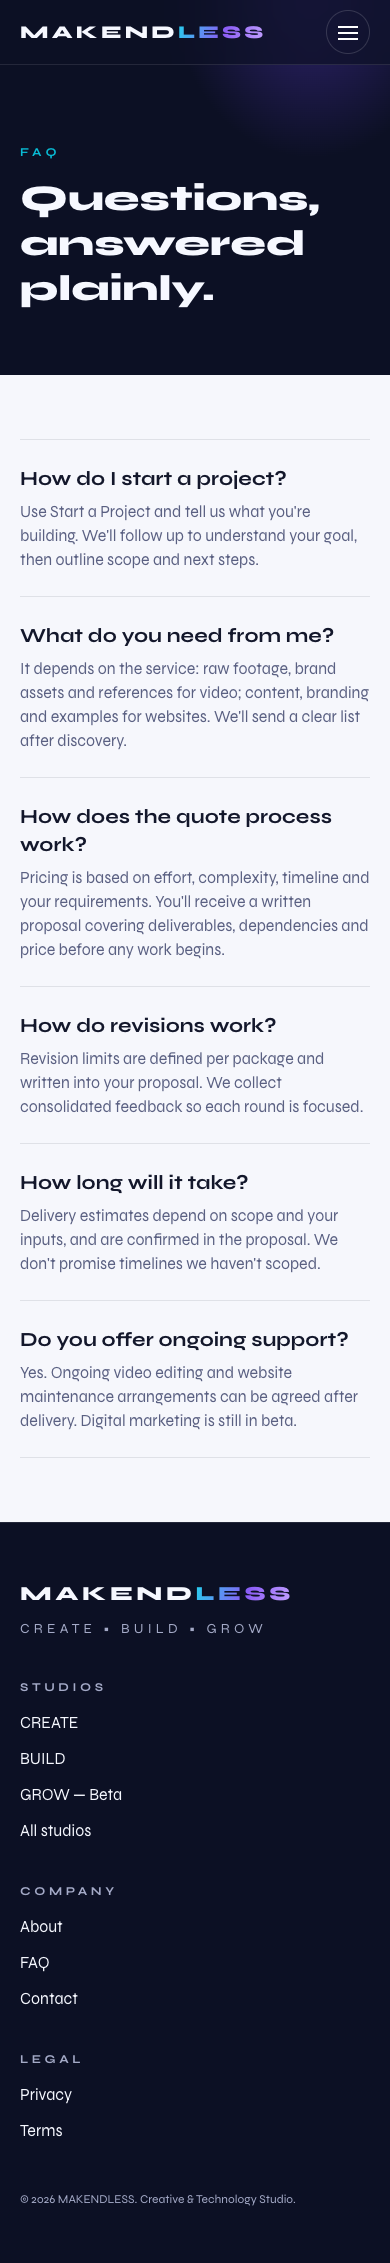 MAKENDLESS
FAQ
Questions,
answered
plainly.
How do I start a project?
Use Start a Project and tell us what you're
building. We'll follow up to understand your goal,
then outline scope and next steps.
What do you need from me?
It depends on the service: raw footage, brand
assets and references for video; content, branding
and examples for websites. We'll send a clear list
after discovery.
How does the quote process
work?
Pricing is based on effort, complexity, timeline and
your requirements. You'll receive a written
proposal covering deliverables, dependencies and
price before any work begins.
How do revisions work?
Revision limits are defined per package and
written into your proposal. We collect
consolidated feedback so each round is focused.
How long will it take?
Delivery estimates depend on scope and your
inputs, and are confirmed in the proposal. We
don't promise timelines we haven't scoped.
Do you offer ongoing support?
Yes. Ongoing video editing and website
maintenance arrangements can be agreed after
delivery. Digital marketing is still in beta.
MAKENDLESS
CREATE ▪ BUILD ▪ GROW
STUDIOS
CREATE
BUILD
GROW — Beta
All studios
COMPANY
About
FAQ
Contact
LEGAL
Privacy
Terms
© 2026 MAKENDLESS. Creative & Technology Studio.